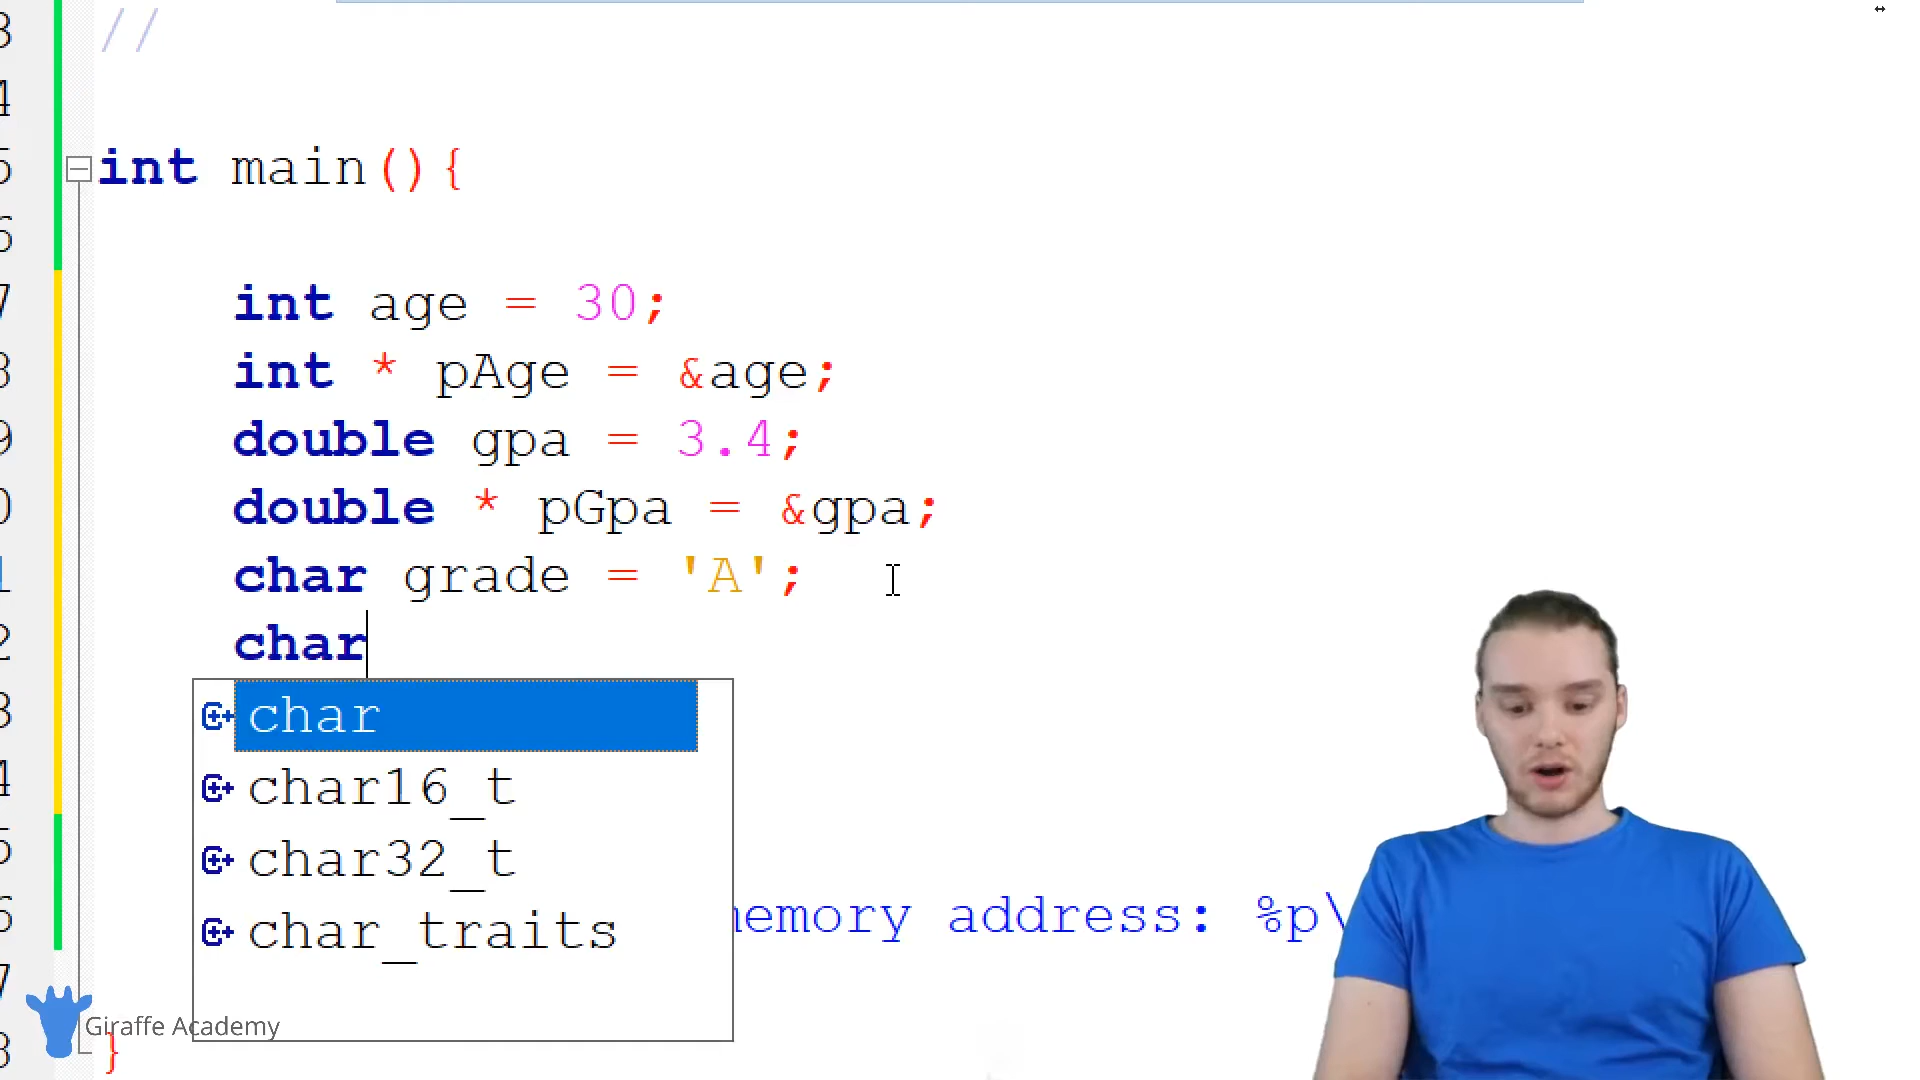 //
int main(){
int age = 30;
int * pAge = &age;
double gpa = 3.4;
double * pGpa = &gpa;
char grade = 'A';
char
char
char16_t
char32_t
char_traits
address: %p\
Giraffe Academy
}